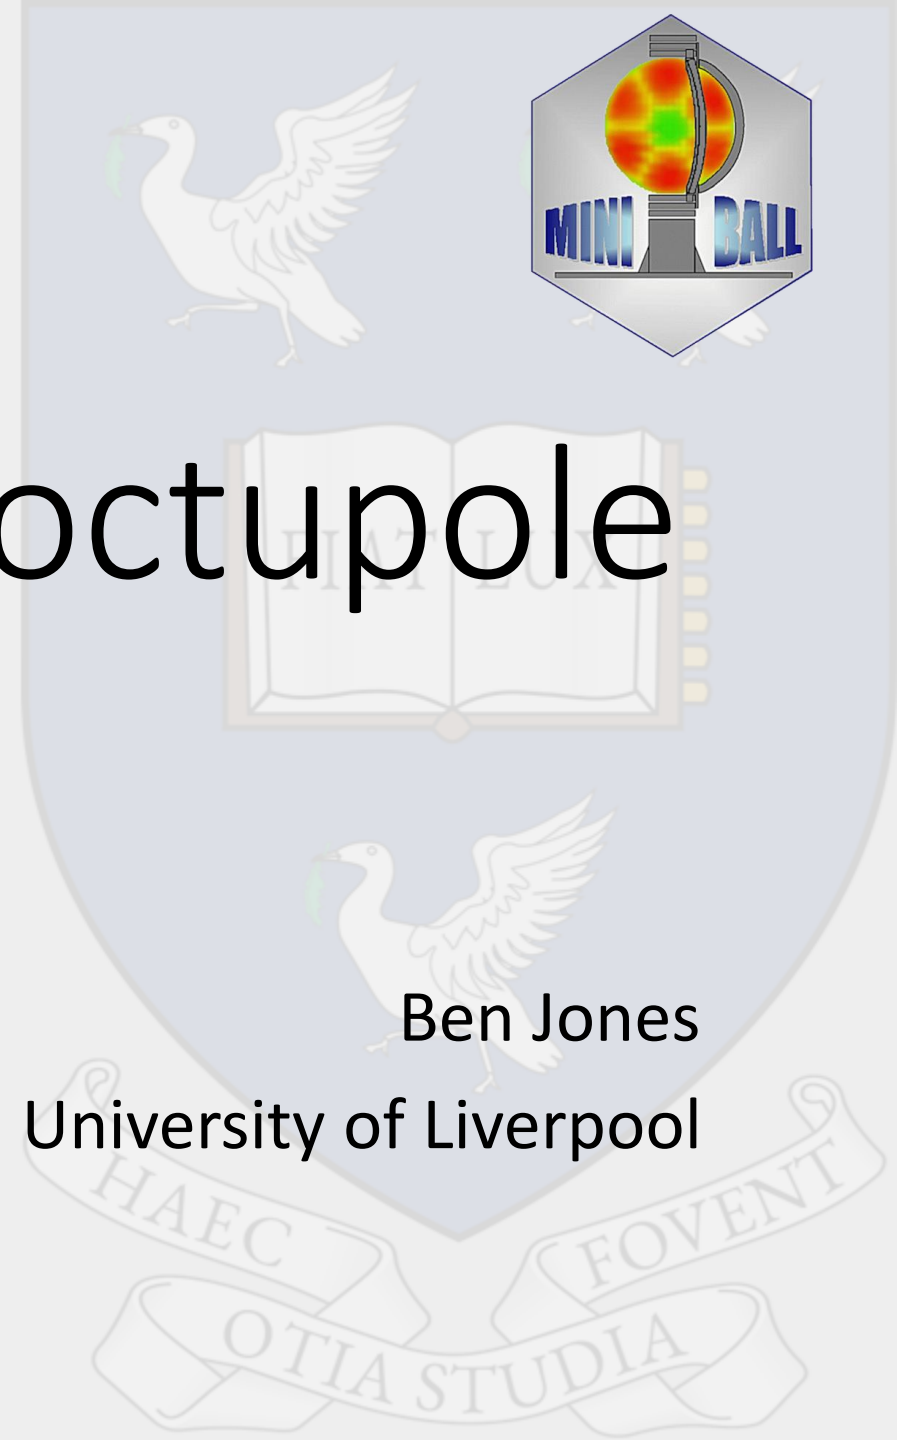 MINI BALL
octupole
FIAT LUX
Ben Jones
University of Liverpool
HAEC
FOVENT
OTIA STUDIA